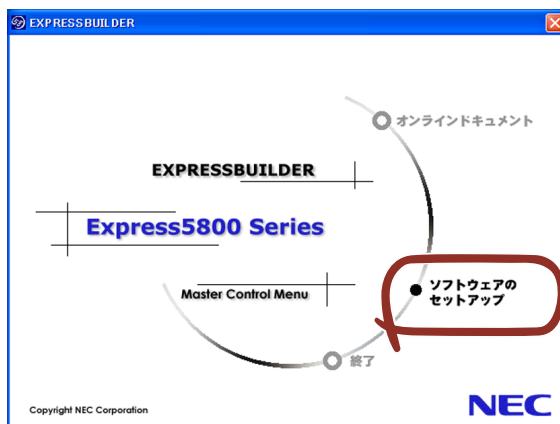 EXPRESSBUILDER
オンラインドキュメント
EXPRESSBUILDER
Express5800 Series
ソフトウェアの
セットアップ
Master Control Menu
終了
Copyright NEC Corporation
NEC